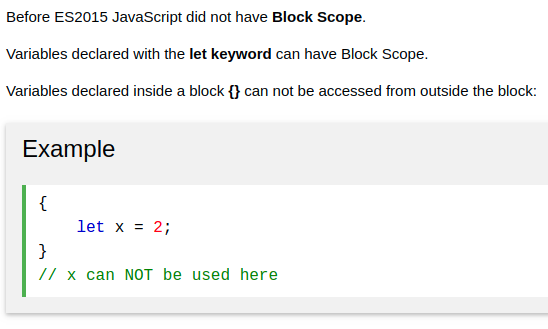 Before ES2015 JavaScript did not have Block Scope.
Variables declared with the let keyword can have Block Scope.
Variables declared inside a block {} can not be accessed from outside the block:
Example
{
    let x = 2;
}
// x can NOT be used here